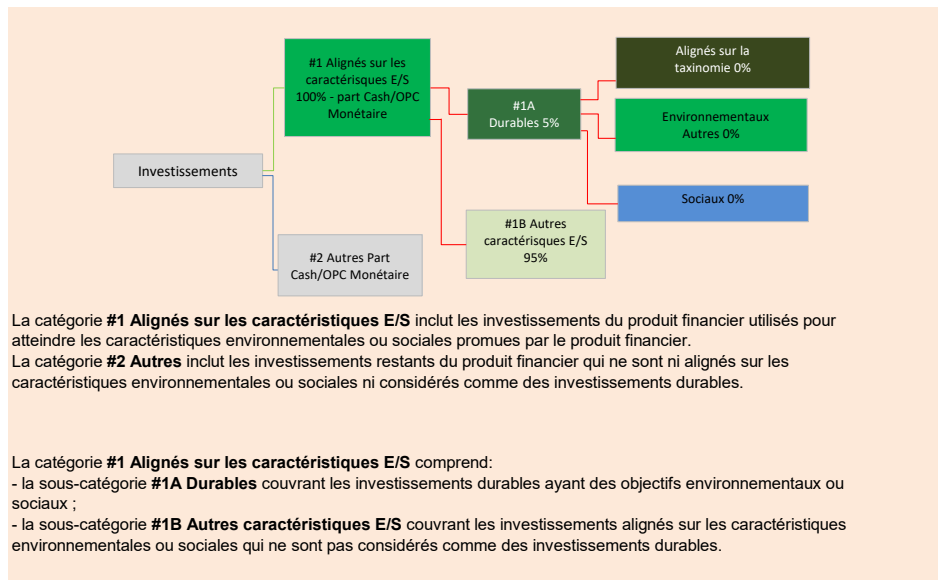 Investissements
#1 Alignés sur les
caractérisques E/S
100% - part Cash/OPC
Monétaire
#2 Autres Part
Cash/OPC Monétaire
#1A
Durables 5%
#1B Autres
caractérisques E/S
95%
Alignés sur la
taxinomie 0%
Environnementaux
Autres 0%
Sociaux 0%
La catégorie #1 Alignés sur les caractéristiques E/S inclut les investissements du produit financier utilisés pour
atteindre les caractéristiques environnementales ou sociales promues par le produit financier.
La catégorie #2 Autres inclut les investissements restants du produit financier qui ne sont ni alignés sur les
caractéristiques environnementales ou sociales ni considérés comme des investissements durables.
La catégorie #1 Alignés sur les caractéristiques E/S comprend:
- la sous-catégorie #1A Durables couvrant les investissements durables ayant des objectifs environnementaux ou
sociaux ;
- la sous-catégorie #1B Autres caractéristiques E/S couvrant les investissements alignés sur les caractéristiques
environnementales ou sociales qui ne sont pas considérés comme des investissements durables.